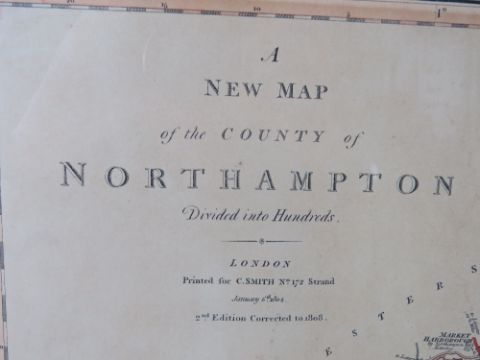 A
NEW MAP
of the COUNTY of
NORTHAMPTON
Divided into Hundreds.
LONDON
Printed for C. SMITH No. 172 Strand
January 6th 1804.
2nd Edition Corrected to 1808.
S T E R S
MARKET
HARBOROUGH